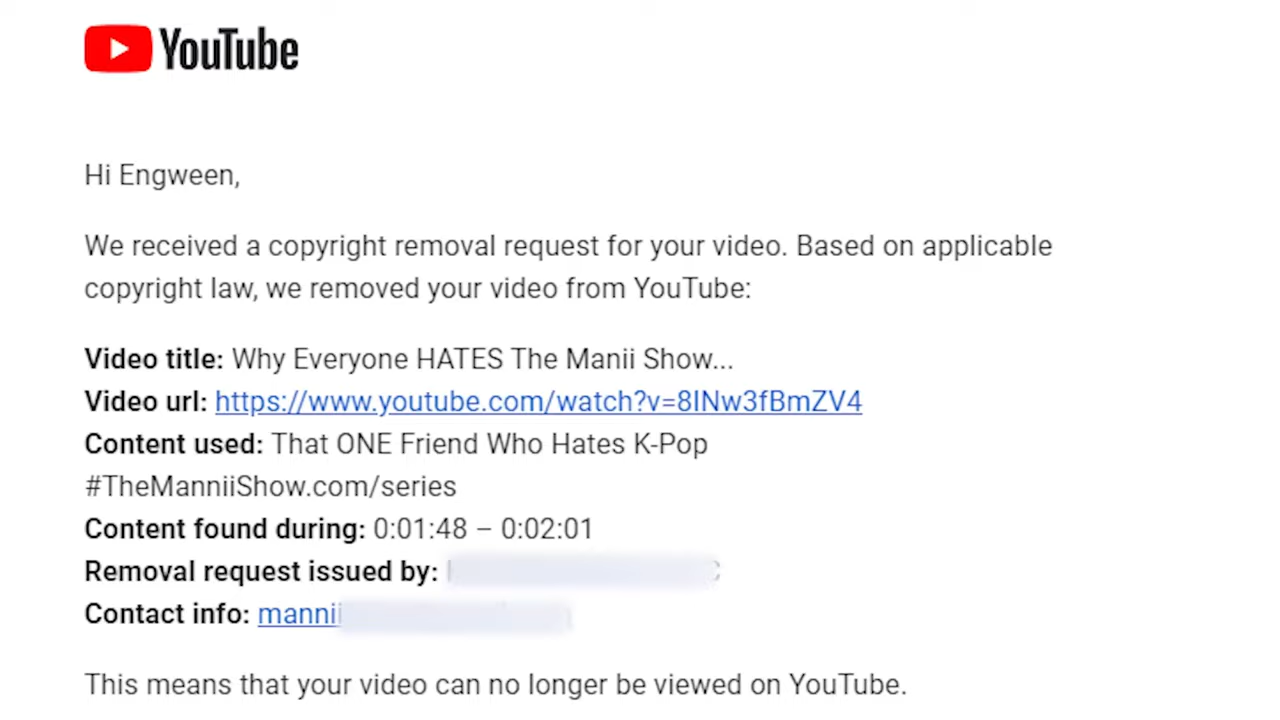 YouTube
Hi Engween,
We received a copyright removal request for your video. Based on applicable
copyright law, we removed your video from YouTube:
Video title: Why Everyone HATES The Manii Show...
Video url: https://www.youtube.com/watch?v=8INw3fBmZV4
Content used: That ONE Friend Who Hates K-Pop
#TheManniiShow.com/series
Content found during: 0:01:48 – 0:02:01
Removal request issued by:
Contact info: mannii
This means that your video can no longer be viewed on YouTube.